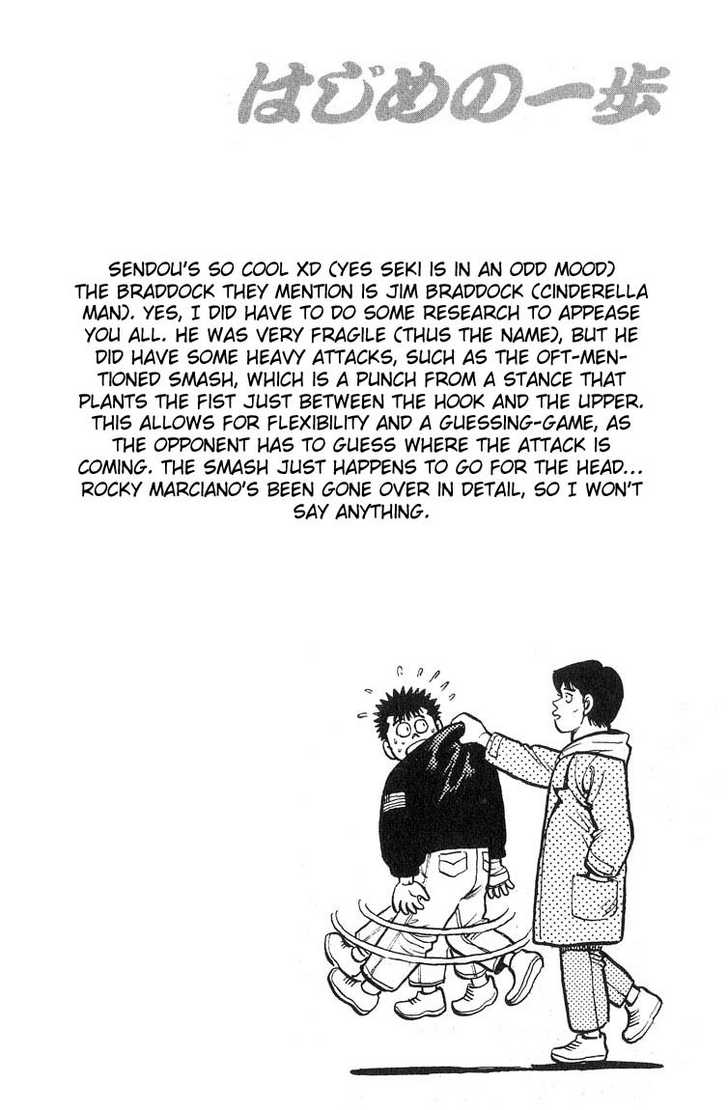 はじめの一歩
SENDOU'S SO COOL XD (YES SEKI IS IN AN ODD MOOD)
THE BRADDOCK THEY MENTION IS JIM BRADDOCK (CINDERELLA
MAN). YES, I DID HAVE TO DO SOME RESEARCH TO APPEASE
YOU ALL. HE WAS VERY FRAGILE (THUS THE NAME), BUT HE
DID HAVE SOME HEAVY ATTACKS, SUCH AS THE OFT-MEN-
TIONED SMASH, WHICH IS A PUNCH FROM A STANCE THAT
PLANTS THE FIST JUST BETWEEN THE HOOK AND THE UPPER.
THIS ALLOWS FOR FLEXIBILITY AND A GUESSING-GAME, AS
THE OPPONENT HAS TO GUESS WHERE THE ATTACK IS
COMING. THE SMASH JUST HAPPENS TO GO FOR THE HEAD...
ROCKY MARCIANO'S BEEN GONE OVER IN DETAIL, SO I WON'T
SAY ANYTHING.